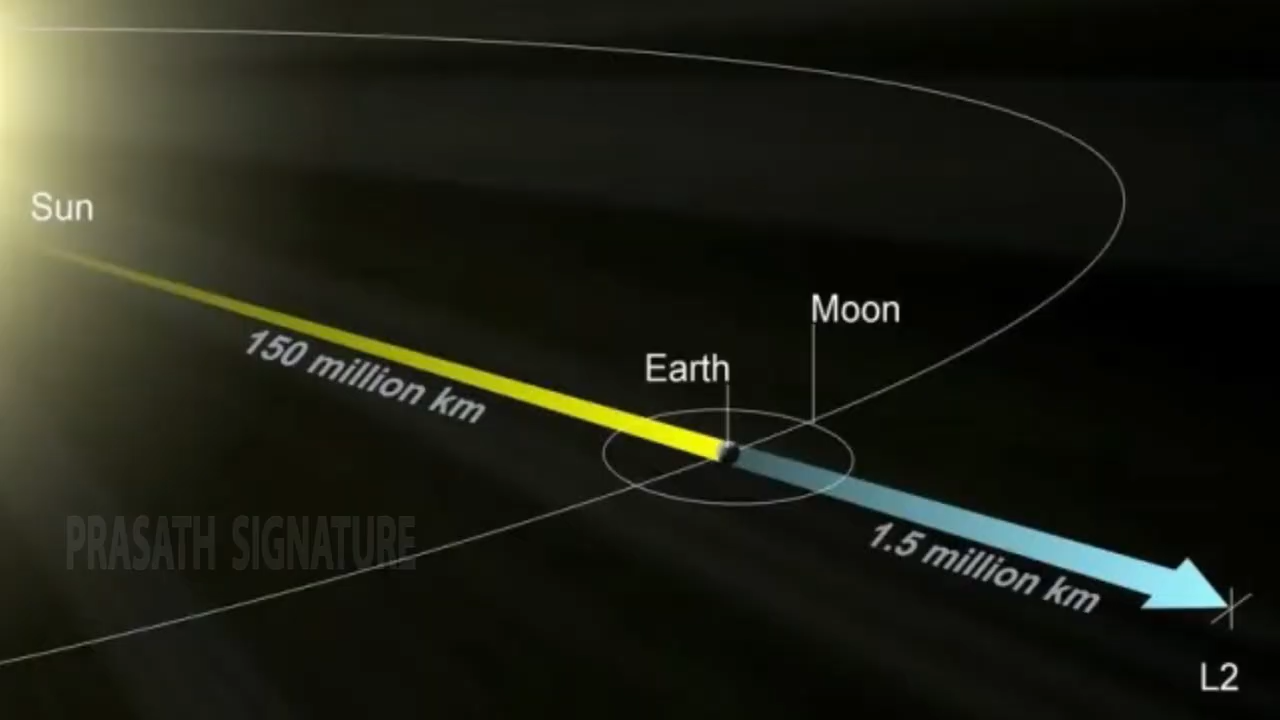 Sun
Moon
150 million km
Earth
PRASATH SIGNATURE
1.5 million km
L2